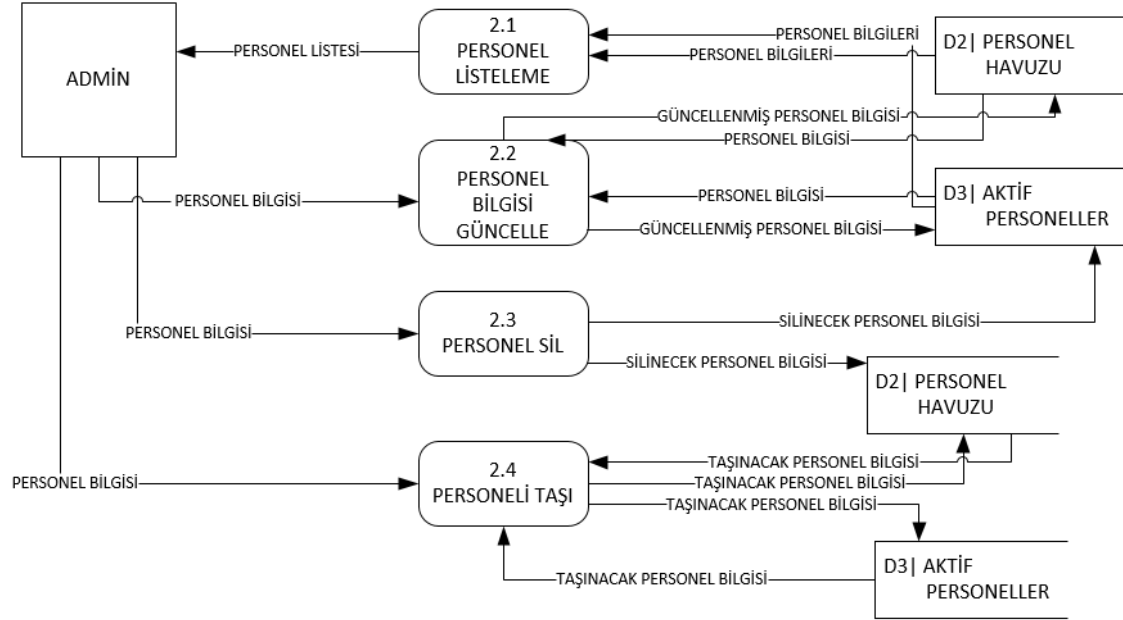 2.1
PERSONEL
LİSTELEME
PERSONEL LİSTESİ
PERSONEL BİLGİLERİ
PERSONEL BİLGİLERİ
D2| PERSONEL
HAVUZU
ADMİN
GÜNCELLENMİŞ PERSONEL BİLGİSİ
PERSONEL BİLGİSİ
2.2
PERSONEL
BİLGİSİ
GÜNCELLE
PERSONEL BİLGİSİ
PERSONEL BİLGİSİ
GÜNCELLENMİŞ PERSONEL BİLGİSİ
D3| AKTİF
PERSONELLER
2.3
PERSONEL SİL
PERSONEL BİLGİSİ
SİLİNECEK PERSONEL BİLGİSİ
SİLİNECEK PERSONEL BİLGİSİ
D2| PERSONEL
HAVUZU
2.4
PERSONELİ TAŞI
PERSONEL BİLGİSİ
TAŞINACAK PERSONEL BİLGİSİ
TAŞINACAK PERSONEL BİLGİSİ
TAŞINACAK PERSONEL BİLGİSİ
TAŞINACAK PERSONEL BİLGİSİ
D3| AKTİF
PERSONELLER